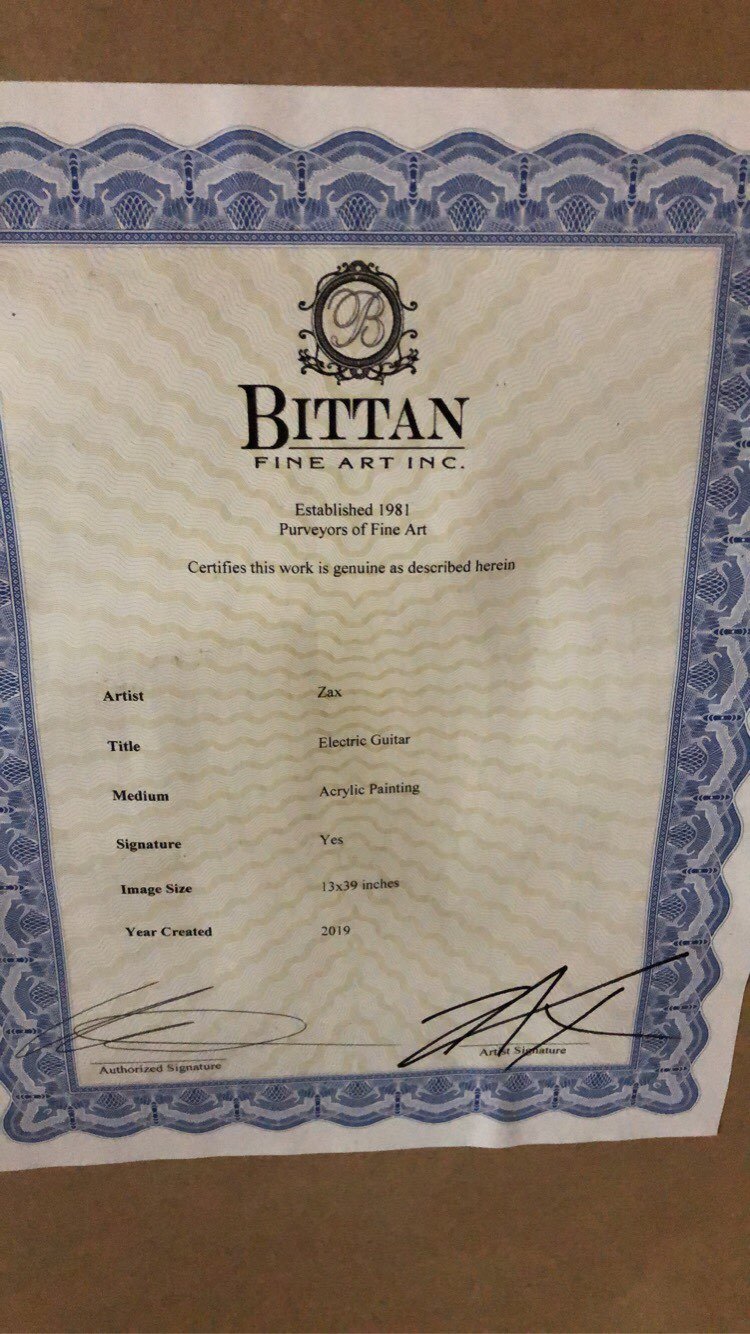 B
BITTAN
FINE ART INC.
Established 1981
Purveyors of Fine Art
Certifies this work is genuine as described herein
Artist Zax
Title Electric Guitar
Medium Acrylic Painting
Signature Yes
Image Size 13x39 inches
Year Created 2019
Authorized Signature
Artist Signature